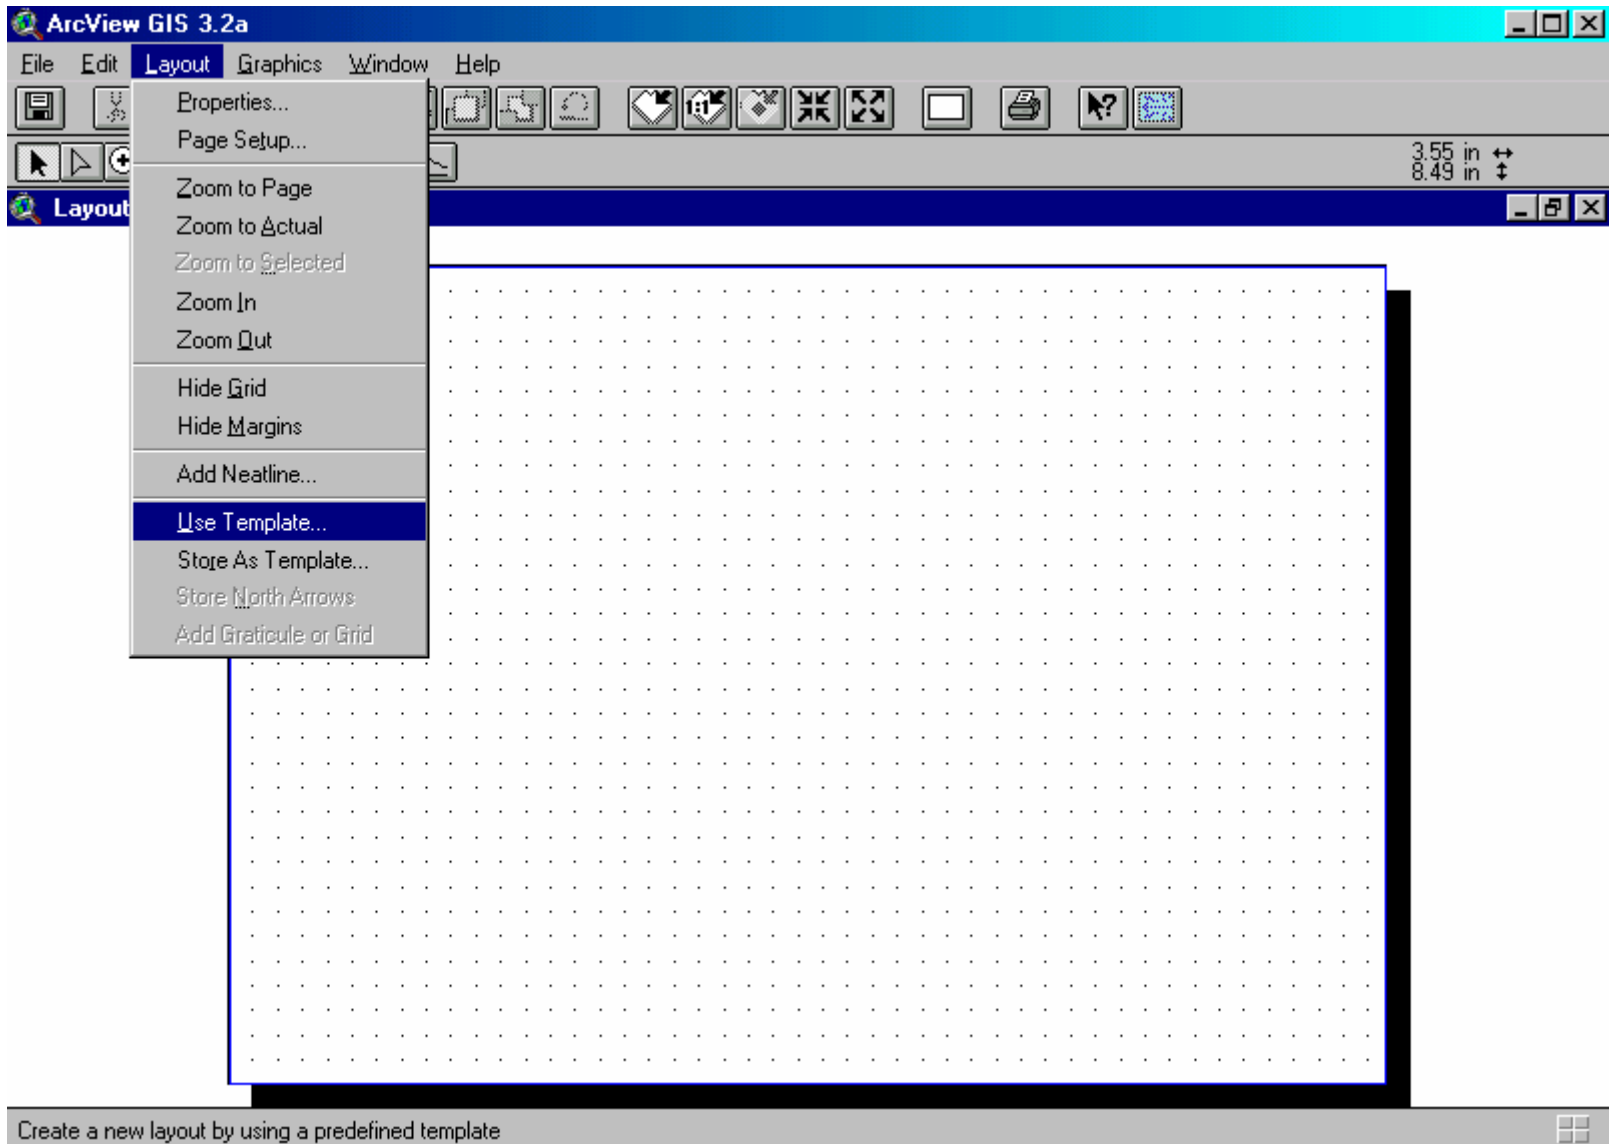 ArcView GIS 3.2a
File Edit Layout Graphics Window Help
1:1
?
3.55 in
8.49 in
Layout
Properties...
Page Setup...
Zoom to Page
Zoom to Actual
Zoom to Selected
Zoom In
Zoom Out
Hide Grid
Hide Margins
Add Neatline...
Use Template...
Store As Template...
Store North Arrows
Add Graticule or Grid
Create a new layout by using a predefined template